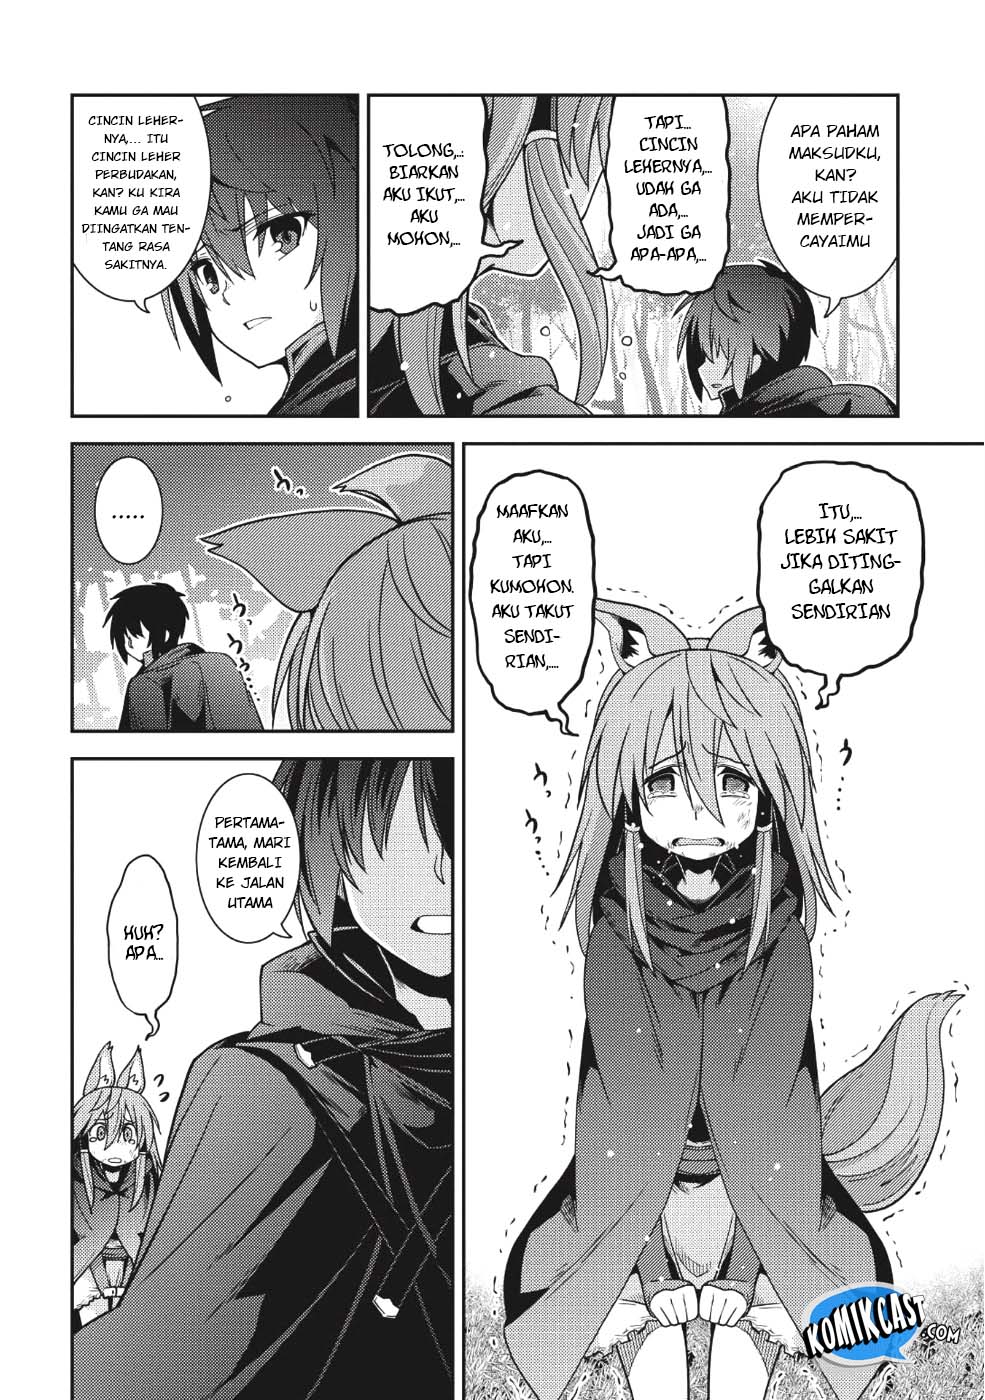 APA PAHAM
MAKSUDKU,
KAN?
AKU TIDAK
MEMPER-
CAYAIMU
TAPI...
CINCIN
LEHERNYA,...
UDAH GA
ADA,...
JADI GA
APA-APA,...
TOLONG,...
BIARKAN
AKU IKUT,...
AKU
MOHON,...
CINCIN LEHER-
NYA,... ITU
CINCIN LEHER
PERBUDAKAN,
KAN? KU KIRA
KAMU GA MAU
DIINGATKAN TEN-
TANG RASA
SAKITNYA.
ITU,...
LEBIH SAKIT
JIKA DITING-
GALKAN
SENDIRIAN
MAAFKAN
AKU,...
TAPI
KUMOHON.
AKU TAKUT
SENDI-
RIAN,...
.....
PERTAMA-
TAMA, MARI
KEMBALI
KE JALAN
UTAMA
HUH?
APA...
KOMIKCAST
.COM